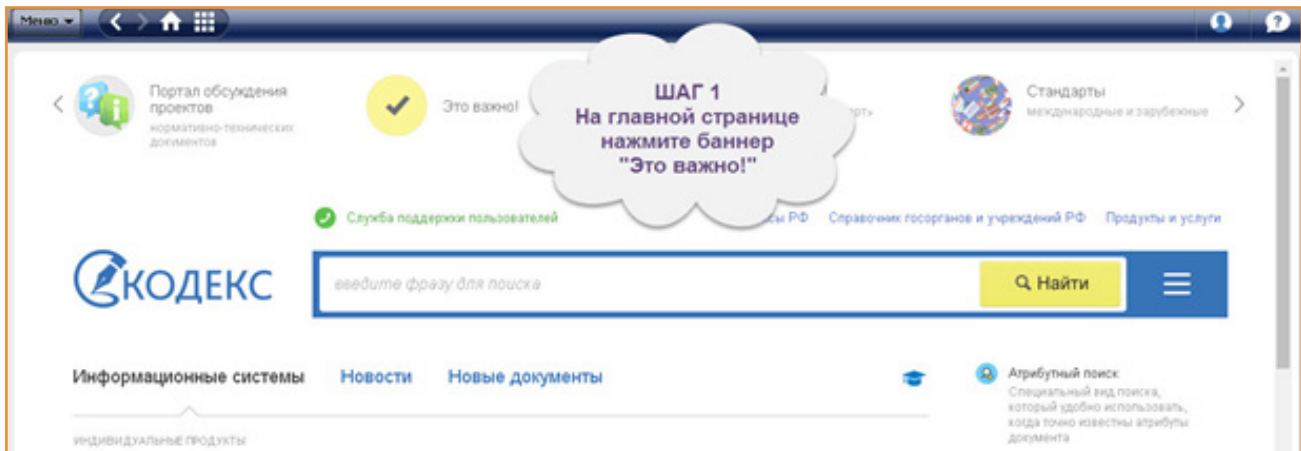 Меню
Портал обсуждения
проектов
нормативно-технических
документов
Это важно!
ШАГ 1
На главной странице
нажмите баннер
"Это важно!"
Стандарты
международные и зарубежные
Служба поддержки пользователей
РФ
Справочник госорганов и учреждений РФ
Продукты и услуги
КОДЕКС
введите фразу для поиска
Найти
Информационные системы
Новости
Новые документы
Атрибутный поиск
Специальный вид поиска,
который удобно использовать,
когда точно известны атрибуты
документа
ИНДИВИДУАЛЬНЫЕ ПРОДУКТЫ